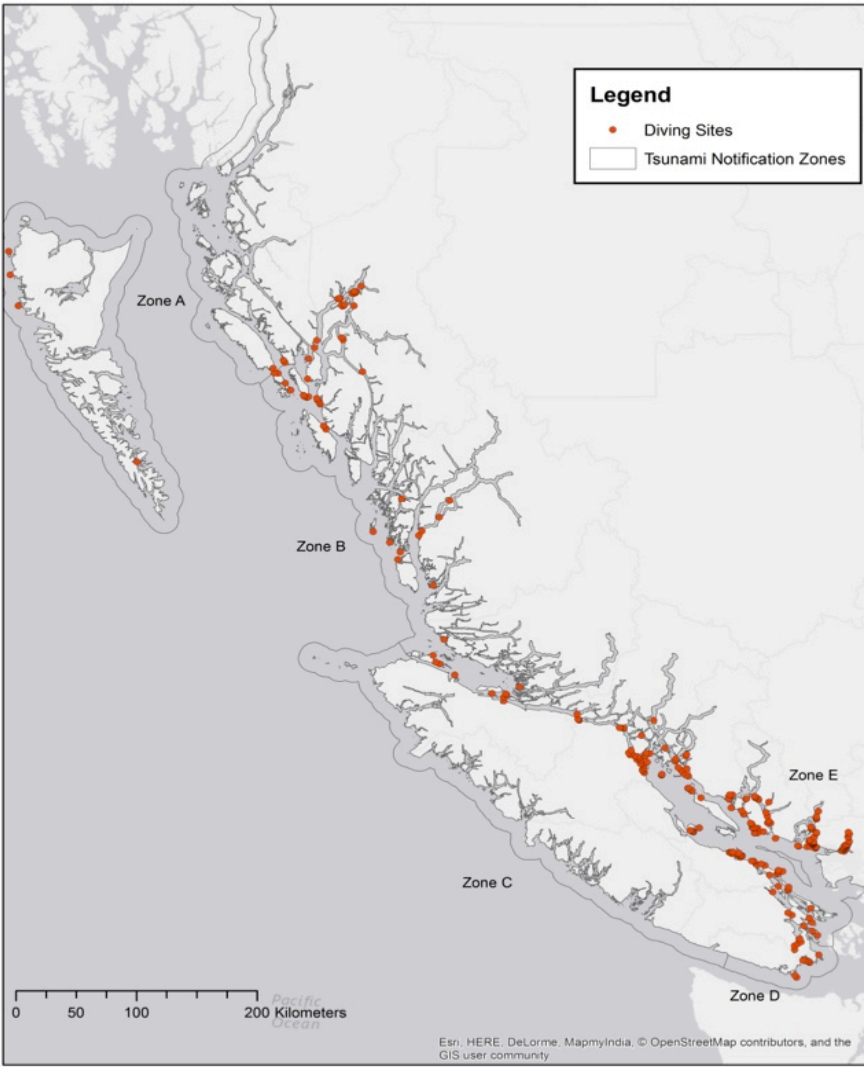 Legend
Diving Sites
Tsunami Notification Zones
Zone A
Zone B
Zone E
Zone C
Zone D
Pacific
Ocean
0 50 100 200 Kilometers
Esri, HERE, DeLorme, MapmyIndia, © OpenStreetMap contributors, and the
GIS user community